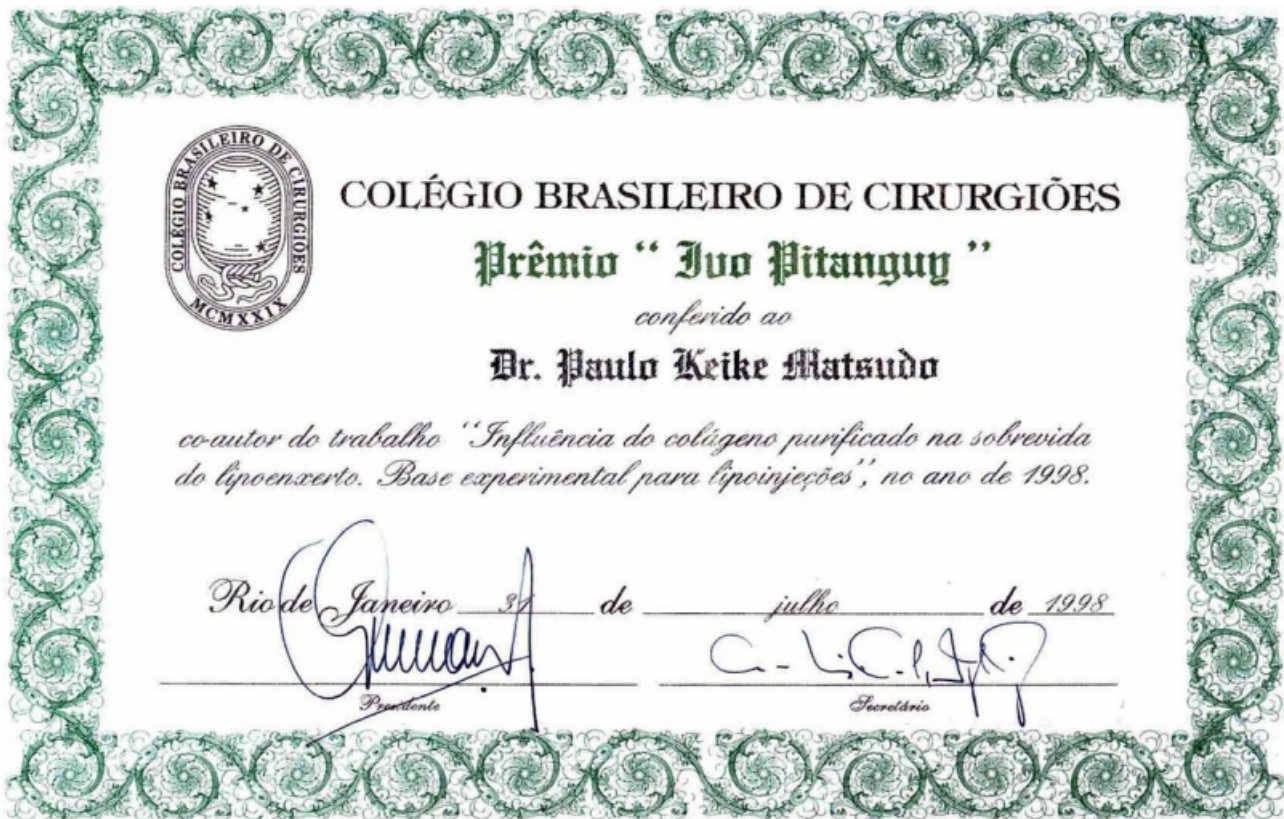 COLÉGIO BRASILEIRO DE CIRURGIÕES
MCMXXIX
COLÉGIO BRASILEIRO DE CIRURGIÕES
Prêmio “ Ivo Pitanguy ”
conferido ao
Dr. Paulo Keike Matsudo
co-autor do trabalho “Influência do colágeno purificado na sobrevida
do lipoenxerto. Base experimental para lipoinjeções”, no ano de 1998.
Rio de Janeiro 31 de julho de 1998
Presidente Secretário